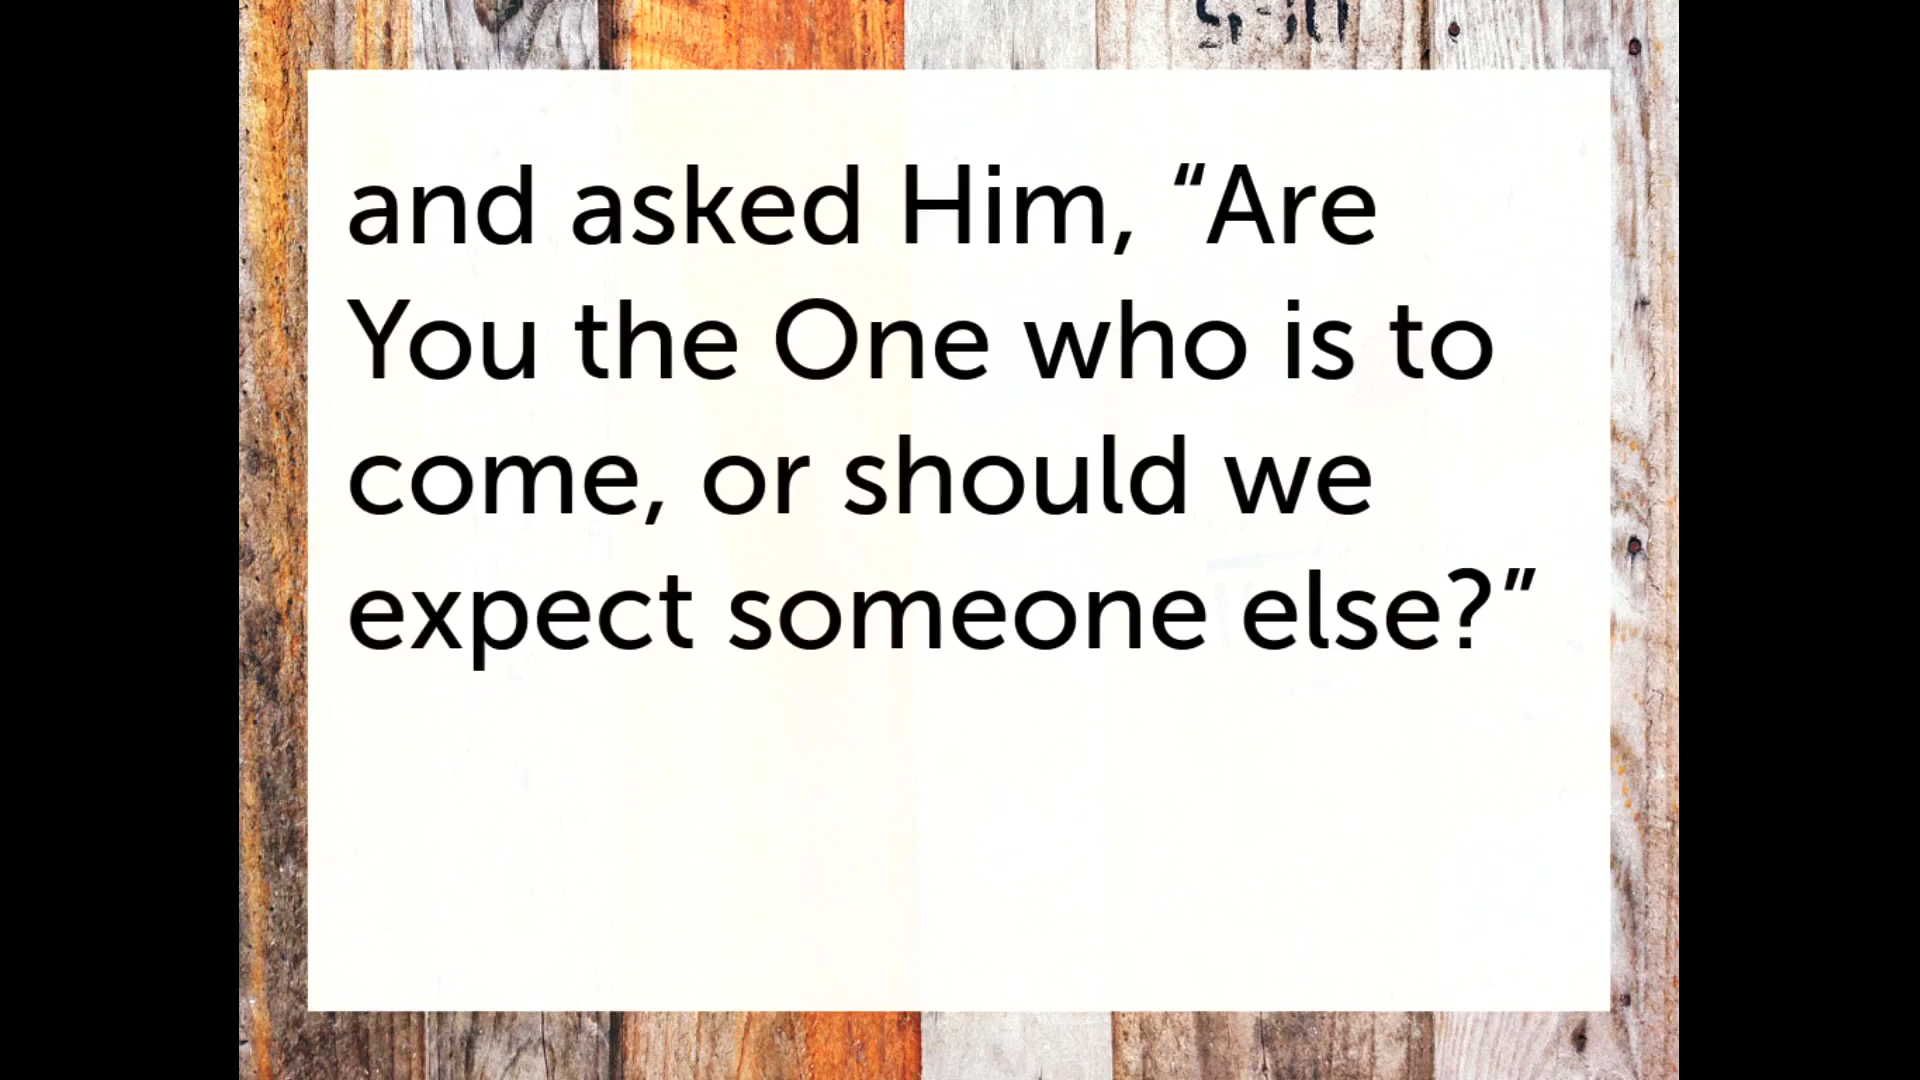 and asked Him, “Are
You the One who is to
come, or should we
expect someone else?”